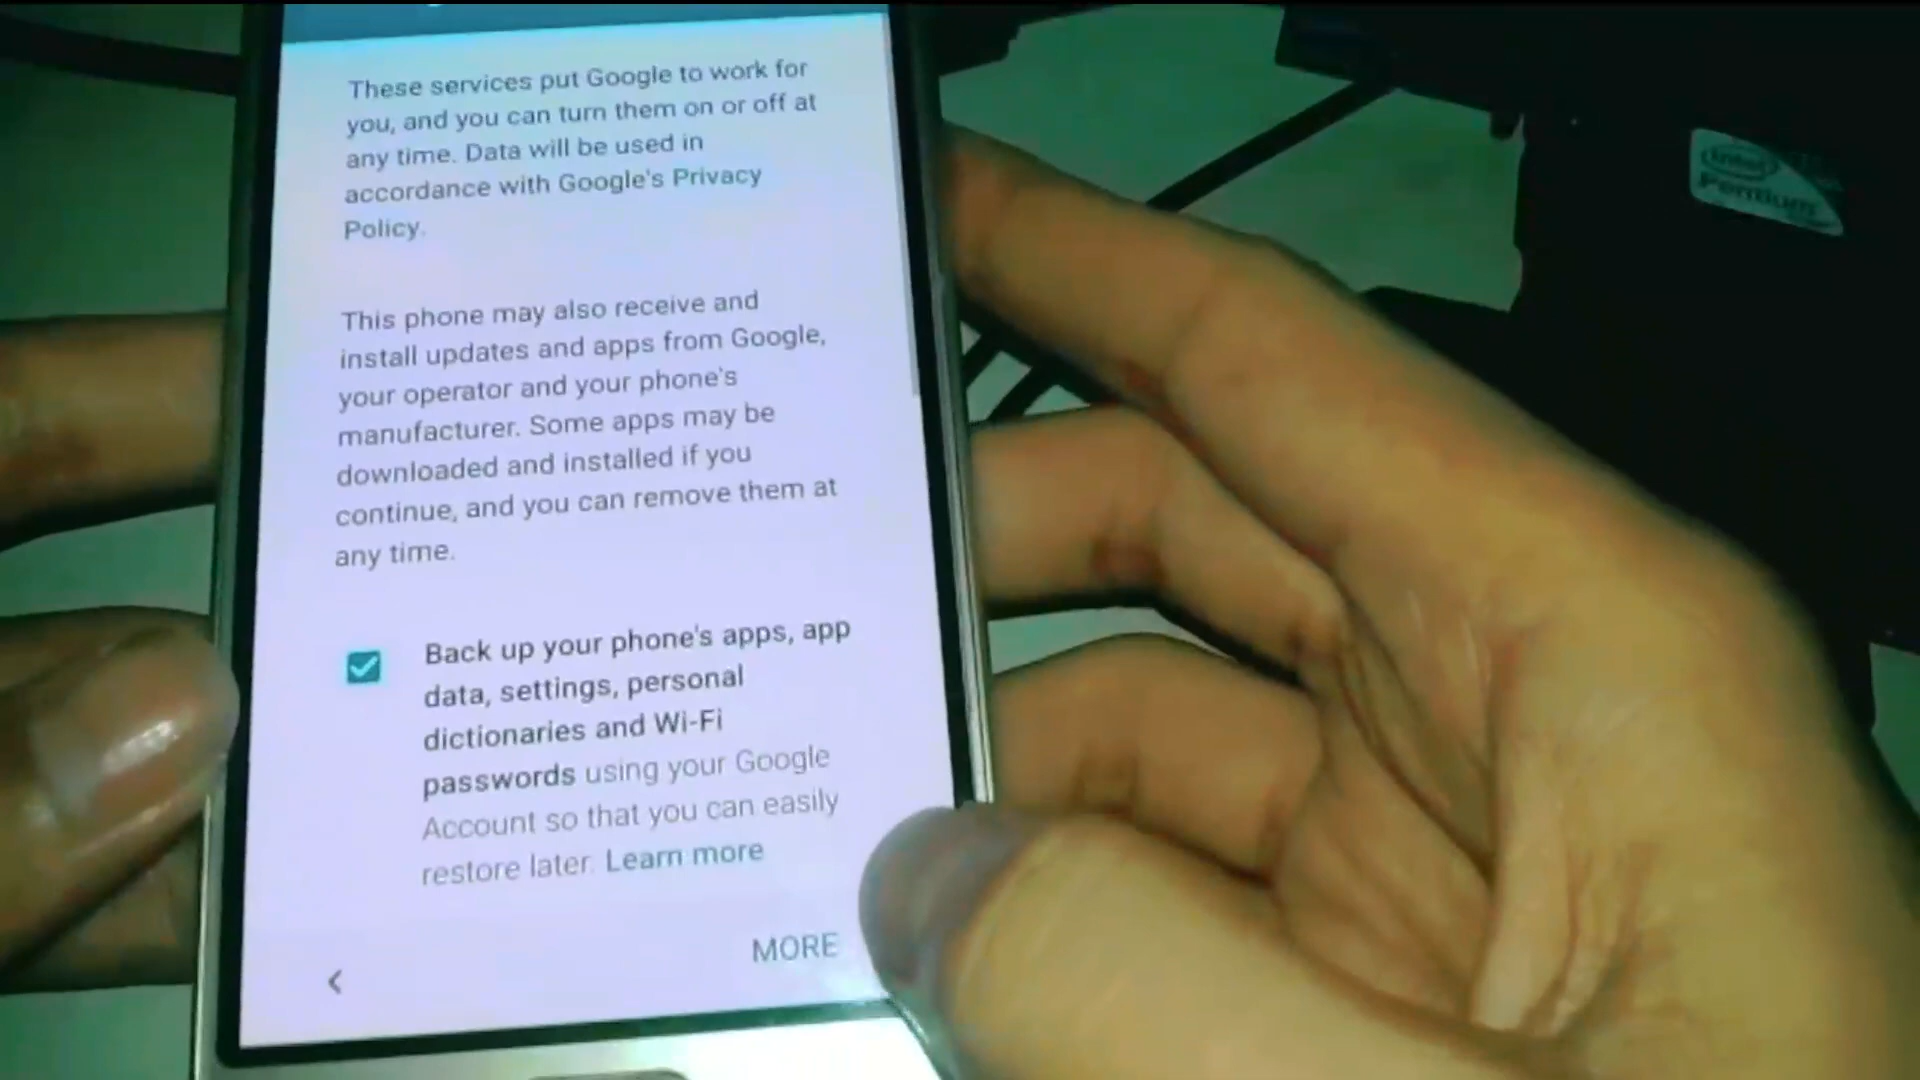 These services put Google to work for
you, and you can turn them on or off at
any time. Data will be used in
accordance with Google's Privacy
Policy.
This phone may also receive and
install updates and apps from Google,
your operator and your phone's
manufacturer. Some apps may be
downloaded and installed if you
continue, and you can remove them at
any time.
Back up your phone's apps, app
data, settings, personal
dictionaries and Wi-Fi
passwords using your Google
Account so that you can easily
restore later. Learn more
MORE
intel
Pentium